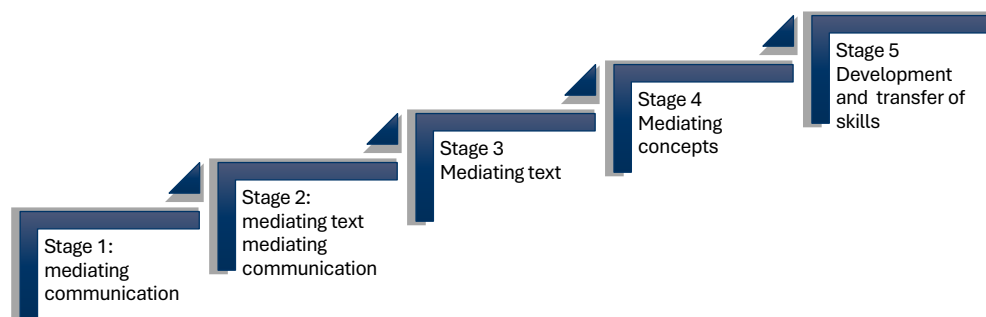 Stage 1:
mediating
communication
Stage 2:
mediating text
mediating
communication
Stage 3
Mediating text
Stage 4
Mediating
concepts
Stage 5
Development
and transfer of
skills